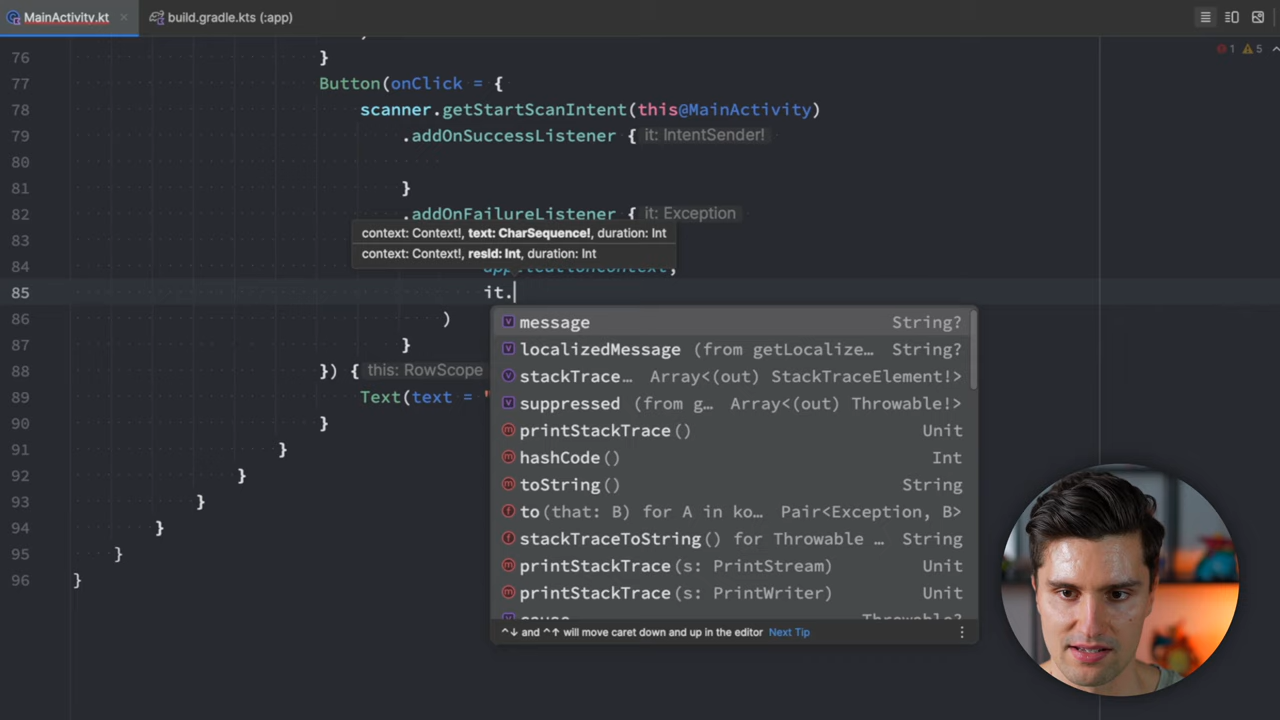 MainActivity.kt
build.gradle.kts (:app)
1 5
76 }
77 Button(onClick = {
78 scanner.getStartScanIntent(this@MainActivity)
79 .addOnSuccessListener { it: IntentSender!
80
81 }
82 .addOnFailureListener { it: Exception
83 context: Context!, text: CharSequence!, duration: Int
context: Context!, resId: Int, duration: Int
84 applicationContext,
85 it.
86 )
message String?
87 }
localizedMessage (from getLocalize… String?
88 }) { this: RowScope
stackTrace… Array<(out) StackTraceElement!>
89 Text(text = "
suppressed (from g… Array<(out) Throwable!>
90 }
printStackTrace() Unit
91 }
hashCode() Int
92 }
toString() String
93 }
to(that: B) for A in ko… Pair<Exception, B>
94 }
stackTraceToString() for Throwable … String
95 }
printStackTrace(s: PrintStream) Unit
96 }
printStackTrace(s: PrintWriter) Unit
cause Throwable?
^↓ and ^↑ will move caret down and up in the editor Next Tip